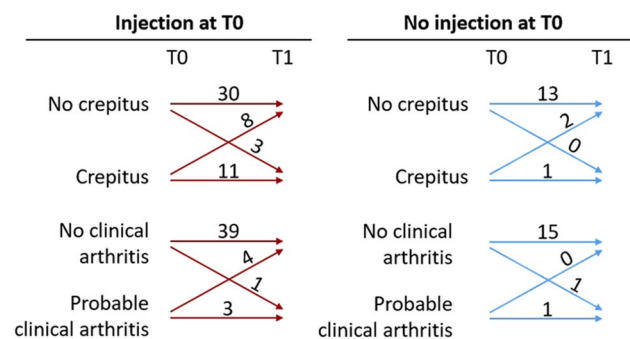 Injection at T0
No injection at T0
T0 T1
T0 T1
No crepitus 30
8
3
Crepitus 11
No crepitus 13
2
0
Crepitus 1
No clinical
arthritis
39
4
1
Probable
clinical arthritis
3
No clinical
arthritis
15
0
1
Probable
clinical arthritis
1